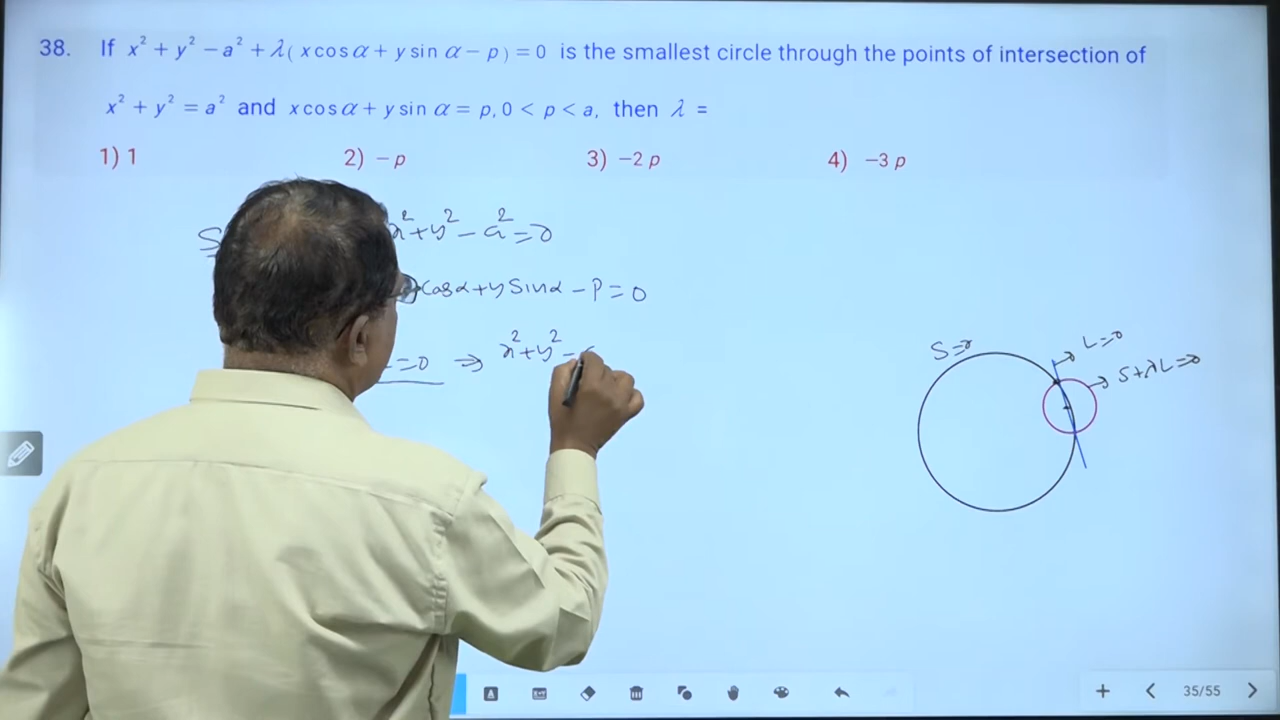 38. If x² + y² − a² + λ( x cos α + y sin α − p ) = 0 is the smallest circle through the points of intersection of
x² + y² = a² and x cos α + y sin α = p, 0 < p < a, then λ =
1) 1 2) − p 3) −2 p 4) −3 p
S x²+y² − a² = 0
Cosα + y Sinα − P = 0
=0 ⇒ x²+y² −
S=0
L=0
S+λL=0
35/55